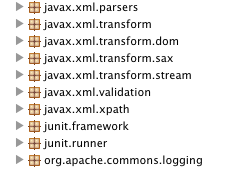 javax.xml.parsers
javax.xml.transform
javax.xml.transform.dom
javax.xml.transform.sax
javax.xml.transform.stream
javax.xml.validation
javax.xml.xpath
junit.framework
junit.runner
org.apache.commons.logging